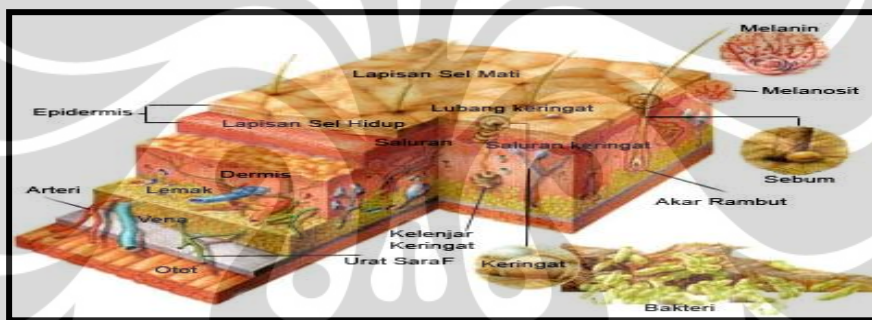 Melanin
Lapisan Sel Mati
Melanosit
Epidermis
Lubang keringat
Lapisan Sel Hidup
Saluran
Saluran keringat
Dermis
Sebum
Arteri
Lemak
Akar Rambut
Vena
Kelenjar
Keringat
Urat SaraF
Keringat
Otot
Bakteri